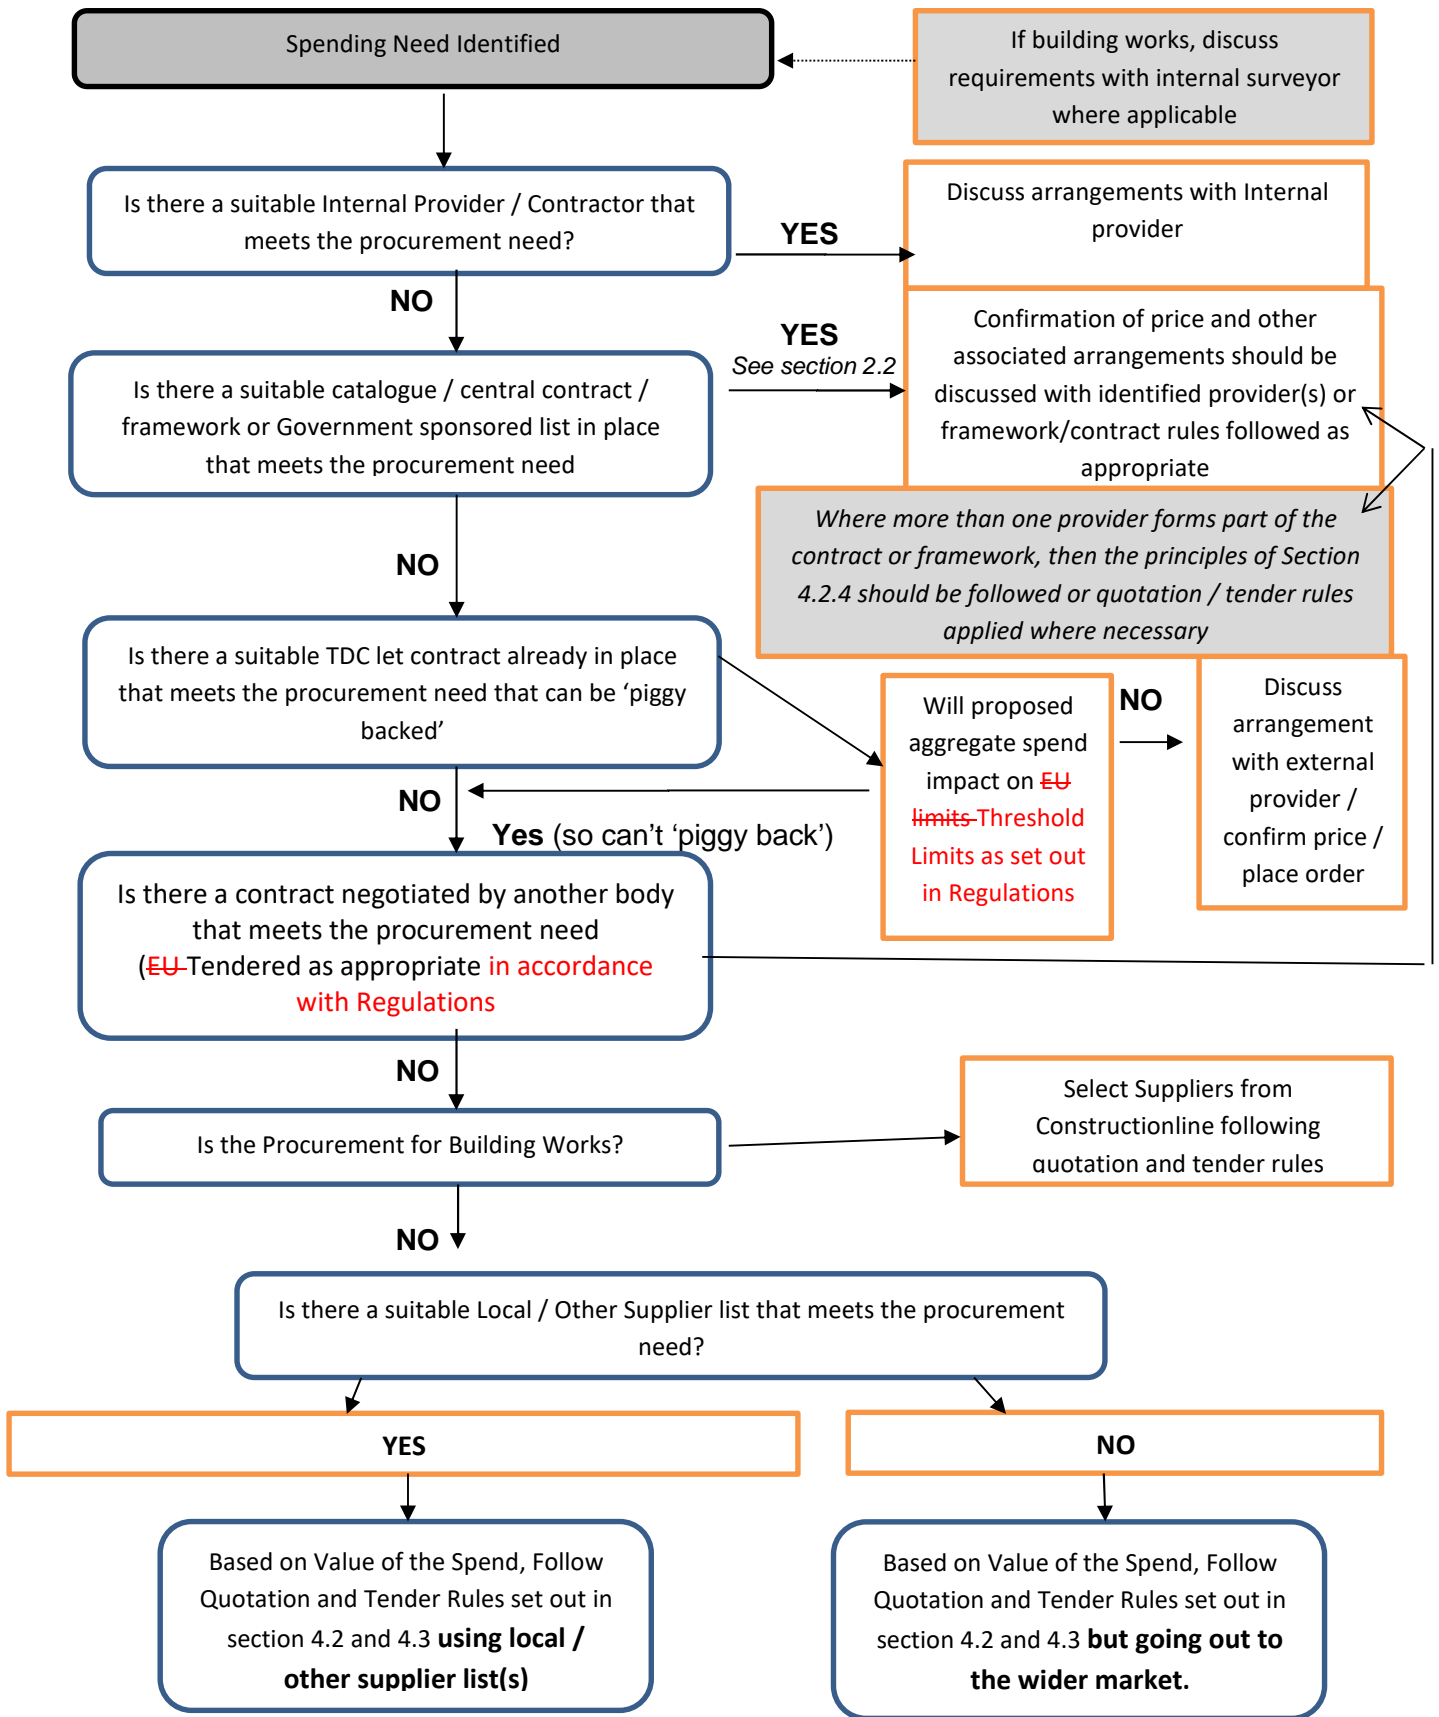 Spending Need Identified
If building works, discuss
requirements with internal surveyor
where applicable
Is there a suitable Internal Provider / Contractor that
meets the procurement need?
YES
Discuss arrangements with Internal
provider
NO
YES
See section 2.2
Confirmation of price and other
associated arrangements should be
discussed with identified provider(s) or
framework/contract rules followed as
appropriate
Is there a suitable catalogue / central contract /
framework or Government sponsored list in place
that meets the procurement need
Where more than one provider forms part of the
contract or framework, then the principles of Section
4.2.4 should be followed or quotation / tender rules
applied where necessary
NO
Is there a suitable TDC let contract already in place
that meets the procurement need that can be ‘piggy
backed’
Will proposed
aggregate spend
impact on EU
limits Threshold
Limits as set out
in Regulations
NO
Discuss
arrangement
with external
provider /
confirm price /
place order
NO
Yes (so can’t ‘piggy back’)
Is there a contract negotiated by another body
that meets the procurement need
(EU Tendered as appropriate in accordance
with Regulations
NO
Is the Procurement for Building Works?
Select Suppliers from
Constructionline following
quotation and tender rules
NO
Is there a suitable Local / Other Supplier list that meets the procurement
need?
YES
NO
Based on Value of the Spend, Follow
Quotation and Tender Rules set out in
section 4.2 and 4.3 using local /
other supplier list(s)
Based on Value of the Spend, Follow
Quotation and Tender Rules set out in
section 4.2 and 4.3 but going out to
the wider market.